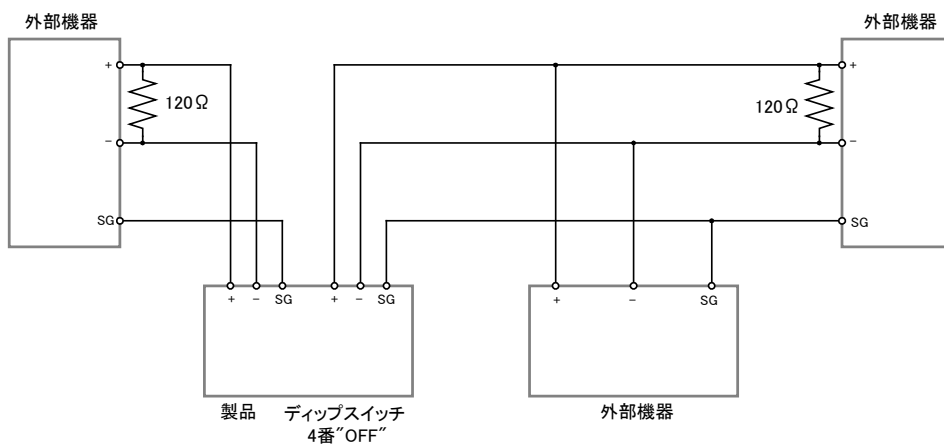 外部機器
外部機器
+
120Ω
-
SG
+
120Ω
-
SG
+ - SG + - SG
+ - SG
製品
ディップスイッチ
4番"OFF"
外部機器